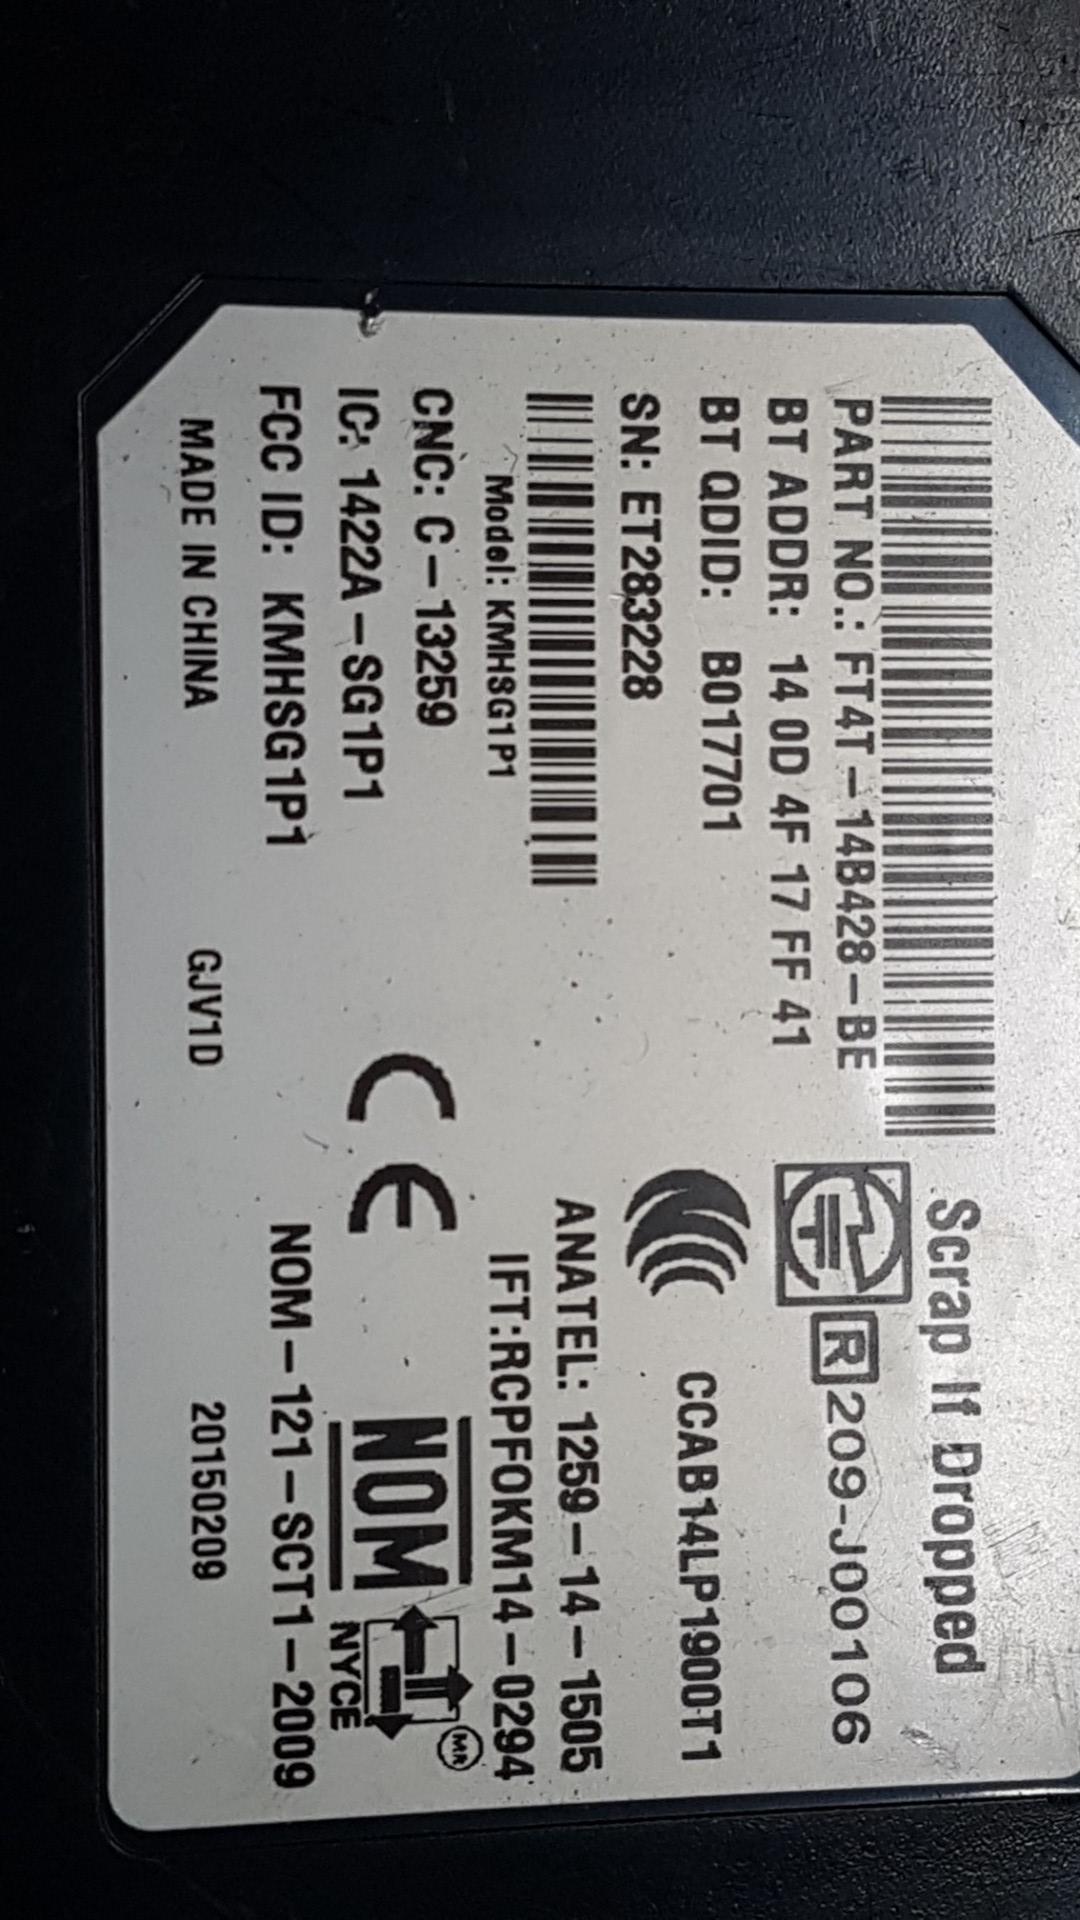 Scrap If Dropped
PART NO.: FT4T-14B428-BE
R 209-J00106
BT ADDR: 14 0D 4F 17 FF 41
BT QDID: B017701
CCAB14LP1900T1
SN: ET283228
ANATEL: 1259-14-1505
Model: KMHSG1P1
IFT:RCPFOKM14-0294
CNC: C-13259
CE
NOM
NYCE
MR
IC: 1422A-SG1P1
FCC ID: KMHSG1P1
NOM-121-SCT1-2009
MADE IN CHINA
GJV1D
20150209